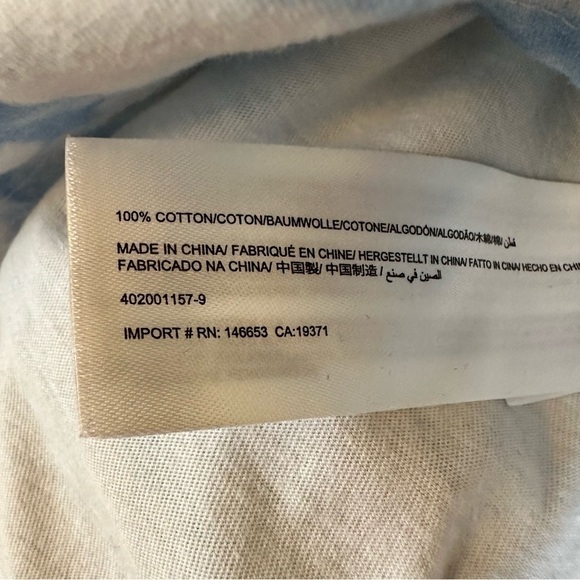 100% COTTON/COTON/BAUMWOLLE/COTONE/ALGODÓN/ALGODÃO/木綿/棉/قطن
MADE IN CHINA/ FABRIQUÉ EN CHINE/ HERGESTELLT IN CHINA/ FATTO IN CINA/ HECHO EN CHI
FABRICADO NA CHINA/ 中国製/ 中国制造/ الصين في صنع
402001157-9
IMPORT # RN: 146653 CA:19371